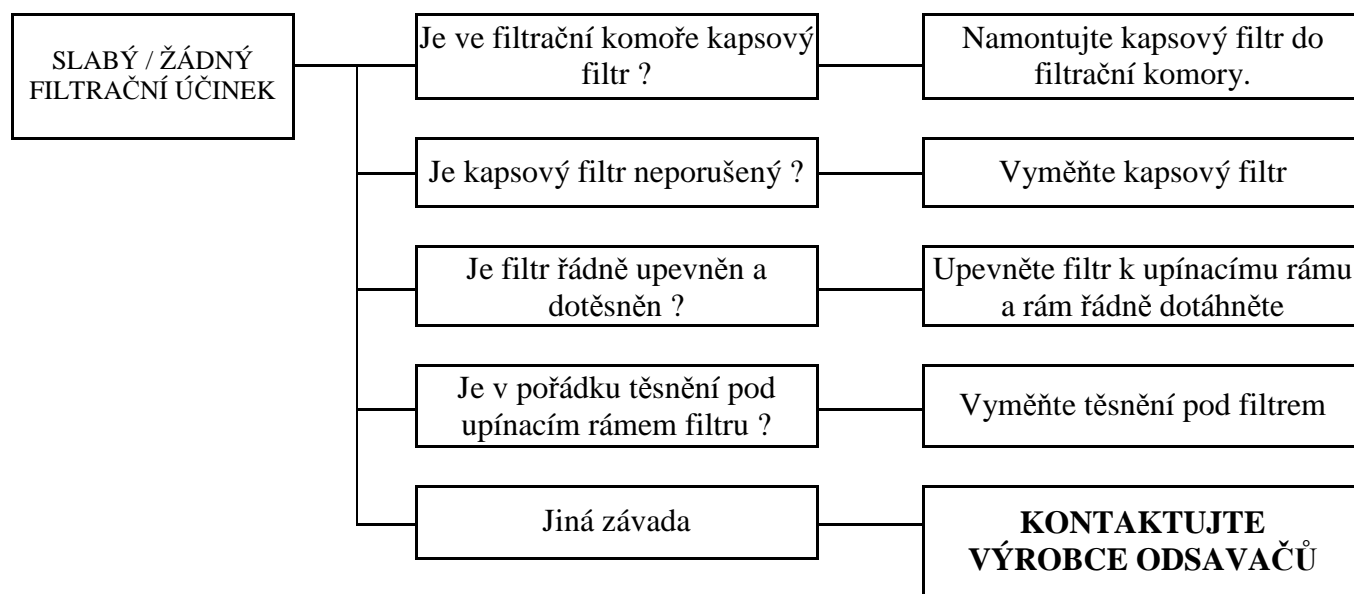 SLABÝ / ŽÁDNÝ
FILTRAČNÍ ÚČINEK
Je ve filtrační komoře kapsový
filtr ?
Namontujte kapsový filtr do
filtrační komory.
Je kapsový filtr neporušený ?
Vyměňte kapsový filtr
Je filtr řádně upevněn a
dotěsněn ?
Upevněte filtr k upínacímu rámu
a rám řádně dotáhněte
Je v pořádku těsnění pod
upínacím rámem filtru ?
Vyměňte těsnění pod filtrem
Jiná závada
KONTAKTUJTE
VÝROBCE ODSAVAČŮ